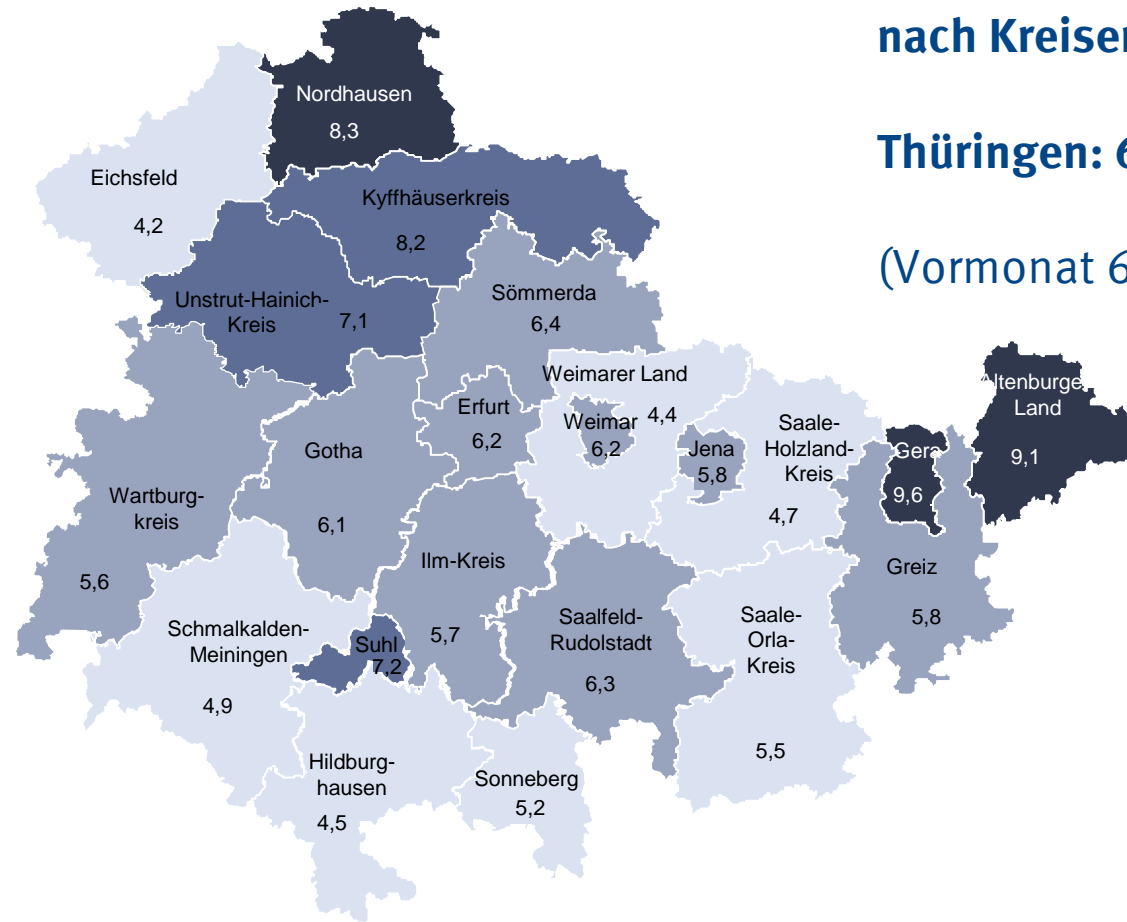 nach Kreisen
Thüringen: 6
(Vormonat 6
Nordhausen
8,3
Eichsfeld
4,2
Kyffhäuserkreis
8,2
Unstrut-Hainich-
Kreis
7,1
Sömmerda
6,4
Weimarer Land
4,4
Erfurt
6,2
Weimar
6,2
Jena
5,8
Saale-
Holzland-
Kreis
4,7
Gera
9,6
Altenburger
Land
9,1
Gotha
6,1
Wartburg-
kreis
5,6
Ilm-Kreis
5,7
Greiz
5,8
Schmalkalden-
Meiningen
4,9
Suhl
7,2
Saalfeld-
Rudolstadt
6,3
Saale-
Orla-
Kreis
5,5
Hildburg-
hausen
4,5
Sonneberg
5,2